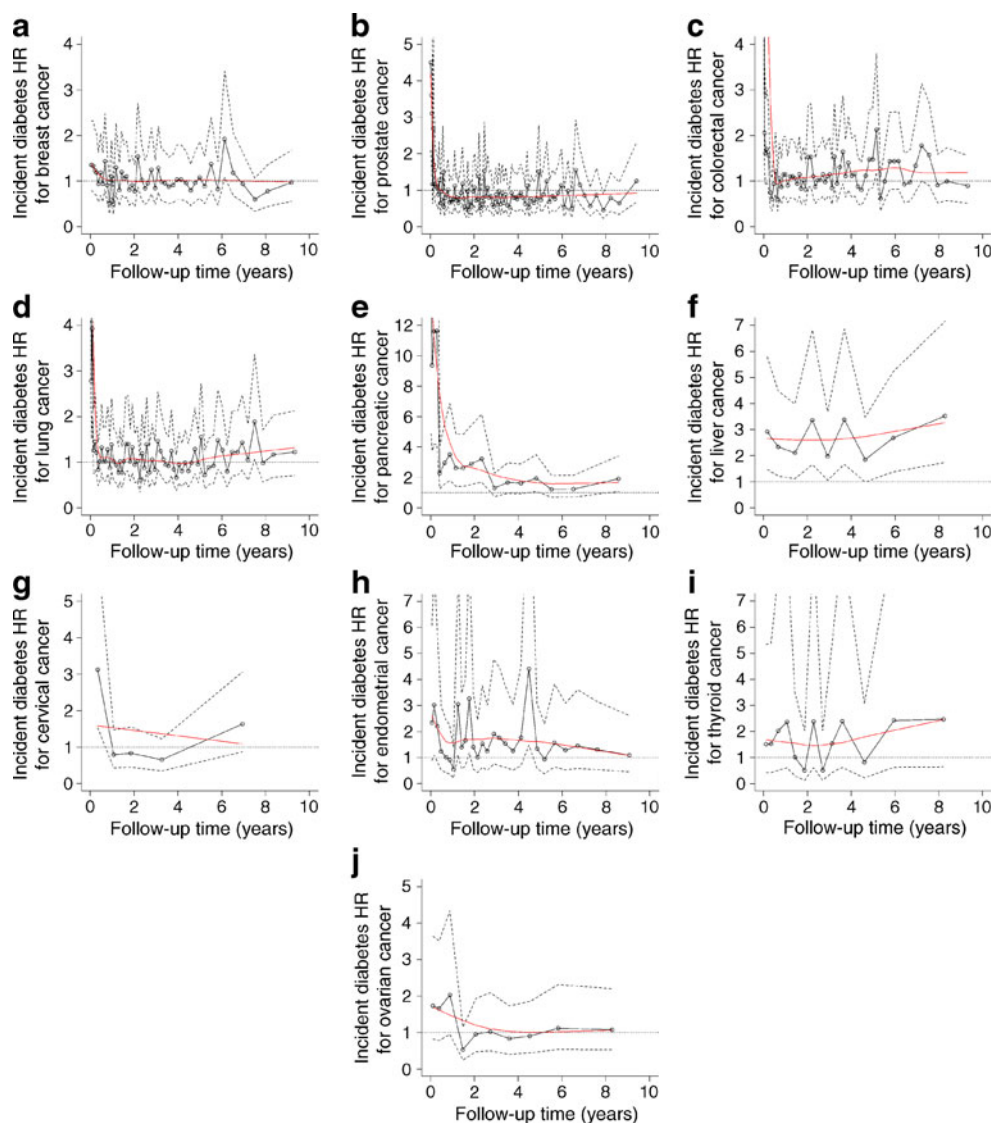 a
Incident diabetes HR
for breast cancer
4
3
2
1
0
0 2 4 6 8 10
Follow-up time (years)
b
Incident diabetes HR
for prostate cancer
5
4
3
2
1
0
0 2 4 6 8 10
Follow-up time (years)
c
Incident diabetes HR
for colorectal cancer
4
3
2
1
0
0 2 4 6 8 10
Follow-up time (years)
d
Incident diabetes HR
for lung cancer
4
3
2
1
0
0 2 4 6 8 10
Follow-up time (years)
e
Incident diabetes HR
for pancreatic cancer
12
10
8
6
4
2
0
0 2 4 6 8 10
Follow-up time (years)
f
Incident diabetes HR
for liver cancer
7
6
5
4
3
2
1
0
0 2 4 6 8 10
Follow-up time (years)
g
Incident diabetes HR
for cervical cancer
5
4
3
2
1
0
0 2 4 6 8 10
Follow-up time (years)
h
Incident diabetes HR
for endometrial cancer
7
6
5
4
3
2
1
0
0 2 4 6 8 10
Follow-up time (years)
i
Incident diabetes HR
for thyroid cancer
7
6
5
4
3
2
1
0
0 2 4 6 8 10
Follow-up time (years)
j
Incident diabetes HR
for ovarian cancer
5
4
3
2
1
0
0 2 4 6 8 10
Follow-up time (years)